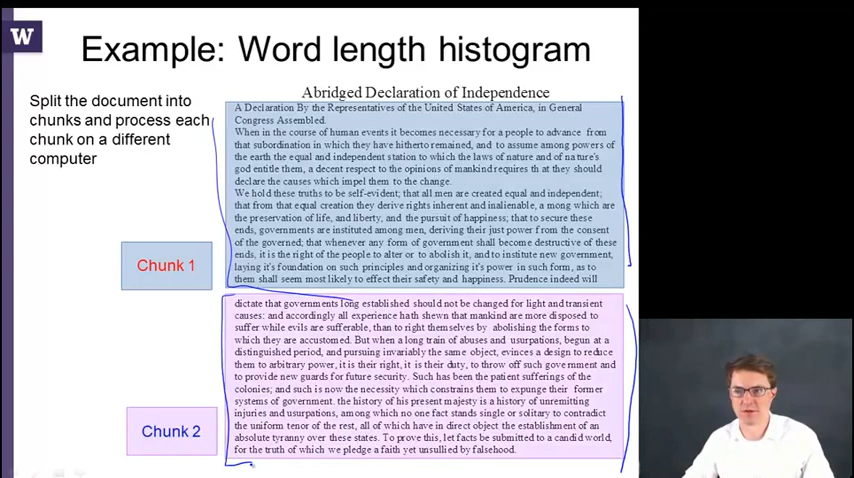 W
Example: Word length histogram
Split the document into
chunks and process each
chunk on a different
computer
Abridged Declaration of Independence
A Declaration By the Representatives of the United States of America, in General
Congress Assembled.
When in the course of human events it becomes necessary for a people to advance from
that subordination in which they have hitherto remained, and to assume among powers of
the earth the equal and independent station to which the laws of nature and of nature's
god entitle them, a decent respect to the opinions of mankind requires th at they should
declare the causes which impel them to the change.
We hold these truths to be self-evident; that all men are created equal and independent;
that from that equal creation they derive rights inherent and inalienable, a mong which are
the preservation of life, and liberty, and the pursuit of happiness; that to secure these
ends, governments are instituted among men, deriving their just power f rom the consent
of the governed; that whenever any form of government shall become destructive of these
ends, it is the right of the people to alter or to abolish it, and to institute new government,
laying it's foundation on such principles and organizing it's power in such form, as to
them shall seem most likely to effect their safety and happiness. Prudence indeed will
Chunk 1
dictate that governments long established should not be changed for light and transient
causes: and accordingly all experience hath shewn that mankind are more disposed to
suffer while evils are sufferable, than to right themselves by abolishing the forms to
which they are accustomed. But when a long train of abuses and usurpations, begun at a
distinguished period, and pursuing invariably the same object, evinces a design to reduce
them to arbitrary power, it is their right, it is their duty, to throw off such government and
to provide new guards for future security. Such has been the patient sufferings of the
colonies; and such is now the necessity which constrains them to expunge their former
systems of government. the history of his present majesty is a history of unremitting
injuries and usurpations, among which no one fact stands single or solitary to contradict
the uniform tenor of the rest, all of which have in direct object the establishment of an
absolute tyranny over these states. To prove this, let facts be submitted to a candid world,
for the truth of which we pledge a faith yet unsullied by falsehood.
Chunk 2